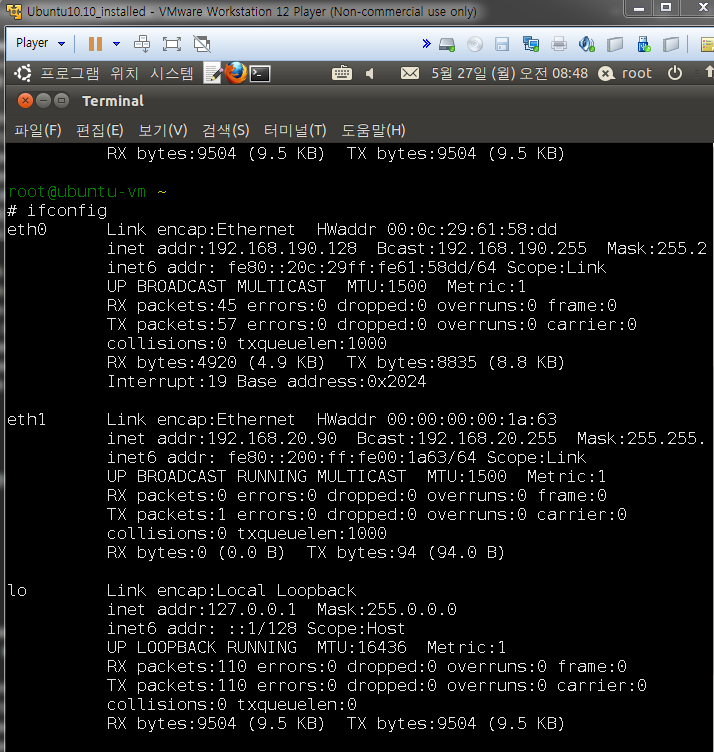 Ubuntu10.10_installed - VMware Workstation 12 Player (Non-commercial use only)
Player
프로그램 위치 시스템 5월 27일 (월) 오전 08:48 root
Terminal
파일(F) 편집(E) 보기(V) 검색(S) 터미널(T) 도움말(H)
RX bytes:9504 (9.5 KB) TX bytes:9504 (9.5 KB)
root@ubuntu-vm ~
# ifconfig
eth0 Link encap:Ethernet HWaddr 00:0c:29:61:58:dd
inet addr:192.168.190.128 Bcast:192.168.190.255 Mask:255.2
inet6 addr: fe80::20c:29ff:fe61:58dd/64 Scope:Link
UP BROADCAST MULTICAST MTU:1500 Metric:1
RX packets:45 errors:0 dropped:0 overruns:0 frame:0
TX packets:57 errors:0 dropped:0 overruns:0 carrier:0
collisions:0 txqueuelen:1000
RX bytes:4920 (4.9 KB) TX bytes:8835 (8.8 KB)
Interrupt:19 Base address:0x2024
eth1 Link encap:Ethernet HWaddr 00:00:00:00:1a:63
inet addr:192.168.20.90 Bcast:192.168.20.255 Mask:255.255.
inet6 addr: fe80::200:ff:fe00:1a63/64 Scope:Link
UP BROADCAST RUNNING MULTICAST MTU:1500 Metric:1
RX packets:0 errors:0 dropped:0 overruns:0 frame:0
TX packets:1 errors:0 dropped:0 overruns:0 carrier:0
collisions:0 txqueuelen:1000
RX bytes:0 (0.0 B) TX bytes:94 (94.0 B)
lo Link encap:Local Loopback
inet addr:127.0.0.1 Mask:255.0.0.0
inet6 addr: ::1/128 Scope:Host
UP LOOPBACK RUNNING MTU:16436 Metric:1
RX packets:110 errors:0 dropped:0 overruns:0 frame:0
TX packets:110 errors:0 dropped:0 overruns:0 carrier:0
collisions:0 txqueuelen:0
RX bytes:9504 (9.5 KB) TX bytes:9504 (9.5 KB)